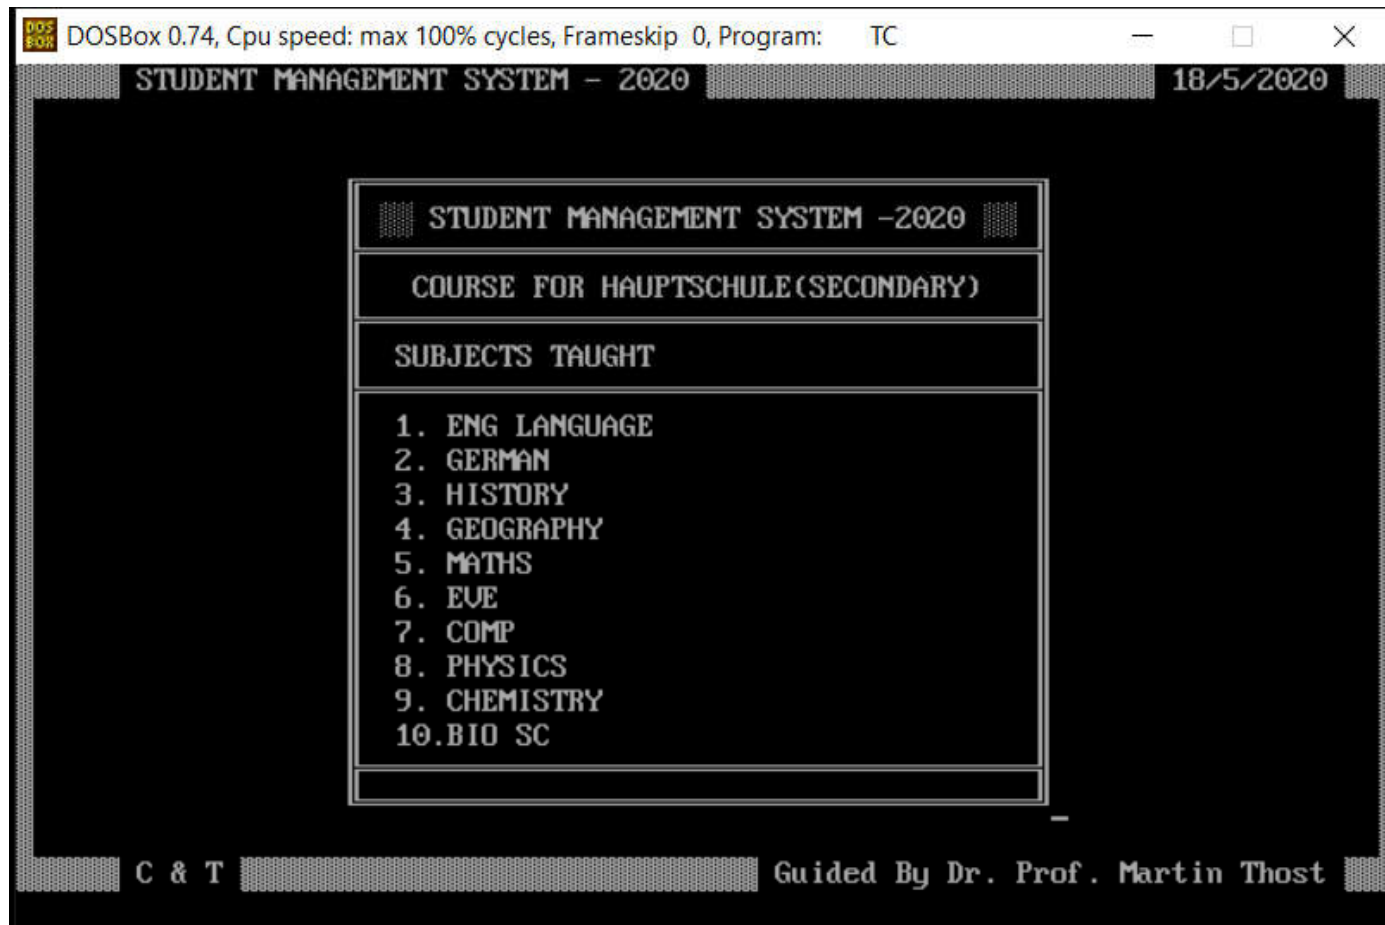 DOSBox 0.74, Cpu speed: max 100% cycles, Frameskip 0, Program: TC
STUDENT MANAGEMENT SYSTEM - 2020 18/5/2020
STUDENT MANAGEMENT SYSTEM -2020
COURSE FOR HAUPTSCHULE(SECONDARY)
SUBJECTS TAUGHT
1. ENG LANGUAGE
2. GERMAN
3. HISTORY
4. GEOGRAPHY
5. MATHS
6. EVE
7. COMP
8. PHYSICS
9. CHEMISTRY
10.BIO SC
C & T Guided By Dr. Prof. Martin Thost